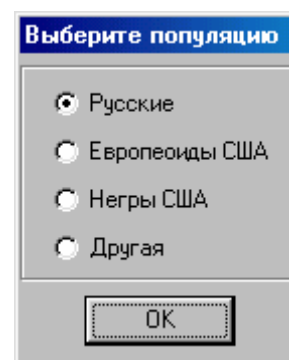 Выберите популяцию
Русские
Европеоиды США
Негры США
Другая
OK